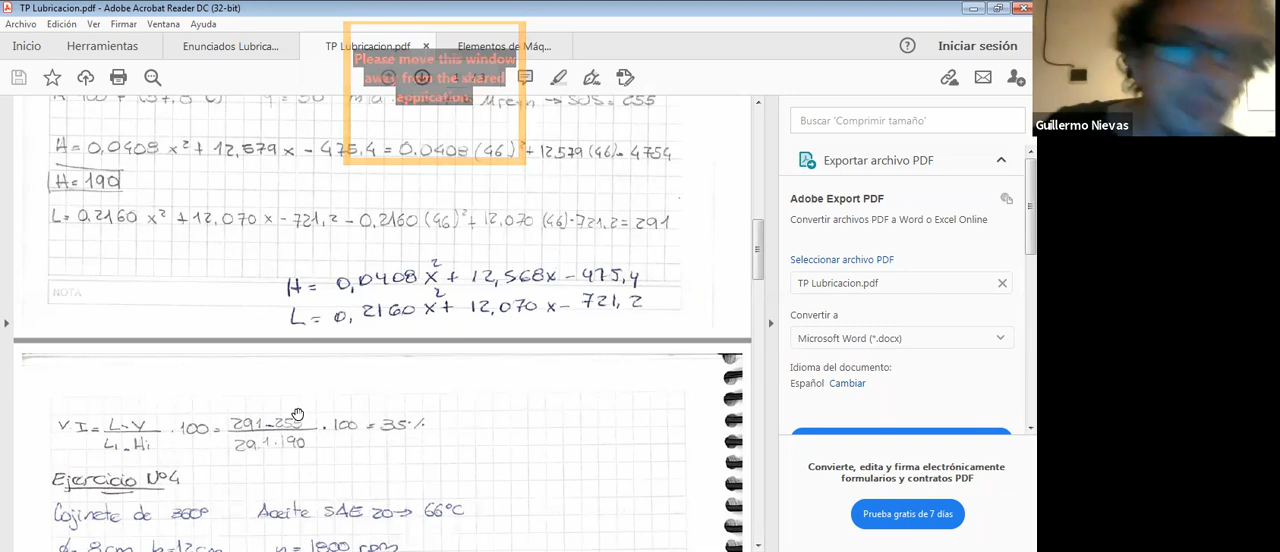 TP Lubricacion.pdf - Adobe Acrobat Reader DC (32-bit)
Archivo Edición Ver Firmar Ventana Ayuda
Inicio Herramientas Enunciados Lubrica... TP Lubricacion.pdf × Elementos de Máq... Iniciar sesión
Please move this window
away from the shared
application.
H = 0,0408 x² + 12,579 x - 475,4 = 0.0408 (46)² + 12579 (46) - 4754
H = 190
L = 0,2160 x² + 12,070 x - 721,2 - 0,2160 (46)² + 12,070 (46) - 721,2 = 291
H = 0,0408 x² + 12,568x - 475,4
NOTA
L = 0,2160 x² + 12,070 x - 721,2
V I = L - V / L - Hi . 100 = 291 - 255 / 291 - 190 . 100 = 35 %
Ejercicio Nº4
Cojinete de 360° Aceite SAE 20 → 66°C
n = 1800 rpm
Buscar 'Comprimir tamaño'
Exportar archivo PDF
Adobe Export PDF
Convertir archivos PDF a Word o Excel Online
Seleccionar archivo PDF
TP Lubricacion.pdf
Convertir a
Microsoft Word (*.docx)
Idioma del documento:
Español Cambiar
Convierte, edita y firma electrónicamente
formularios y contratos PDF
Prueba gratis de 7 días
Guillermo Nievas